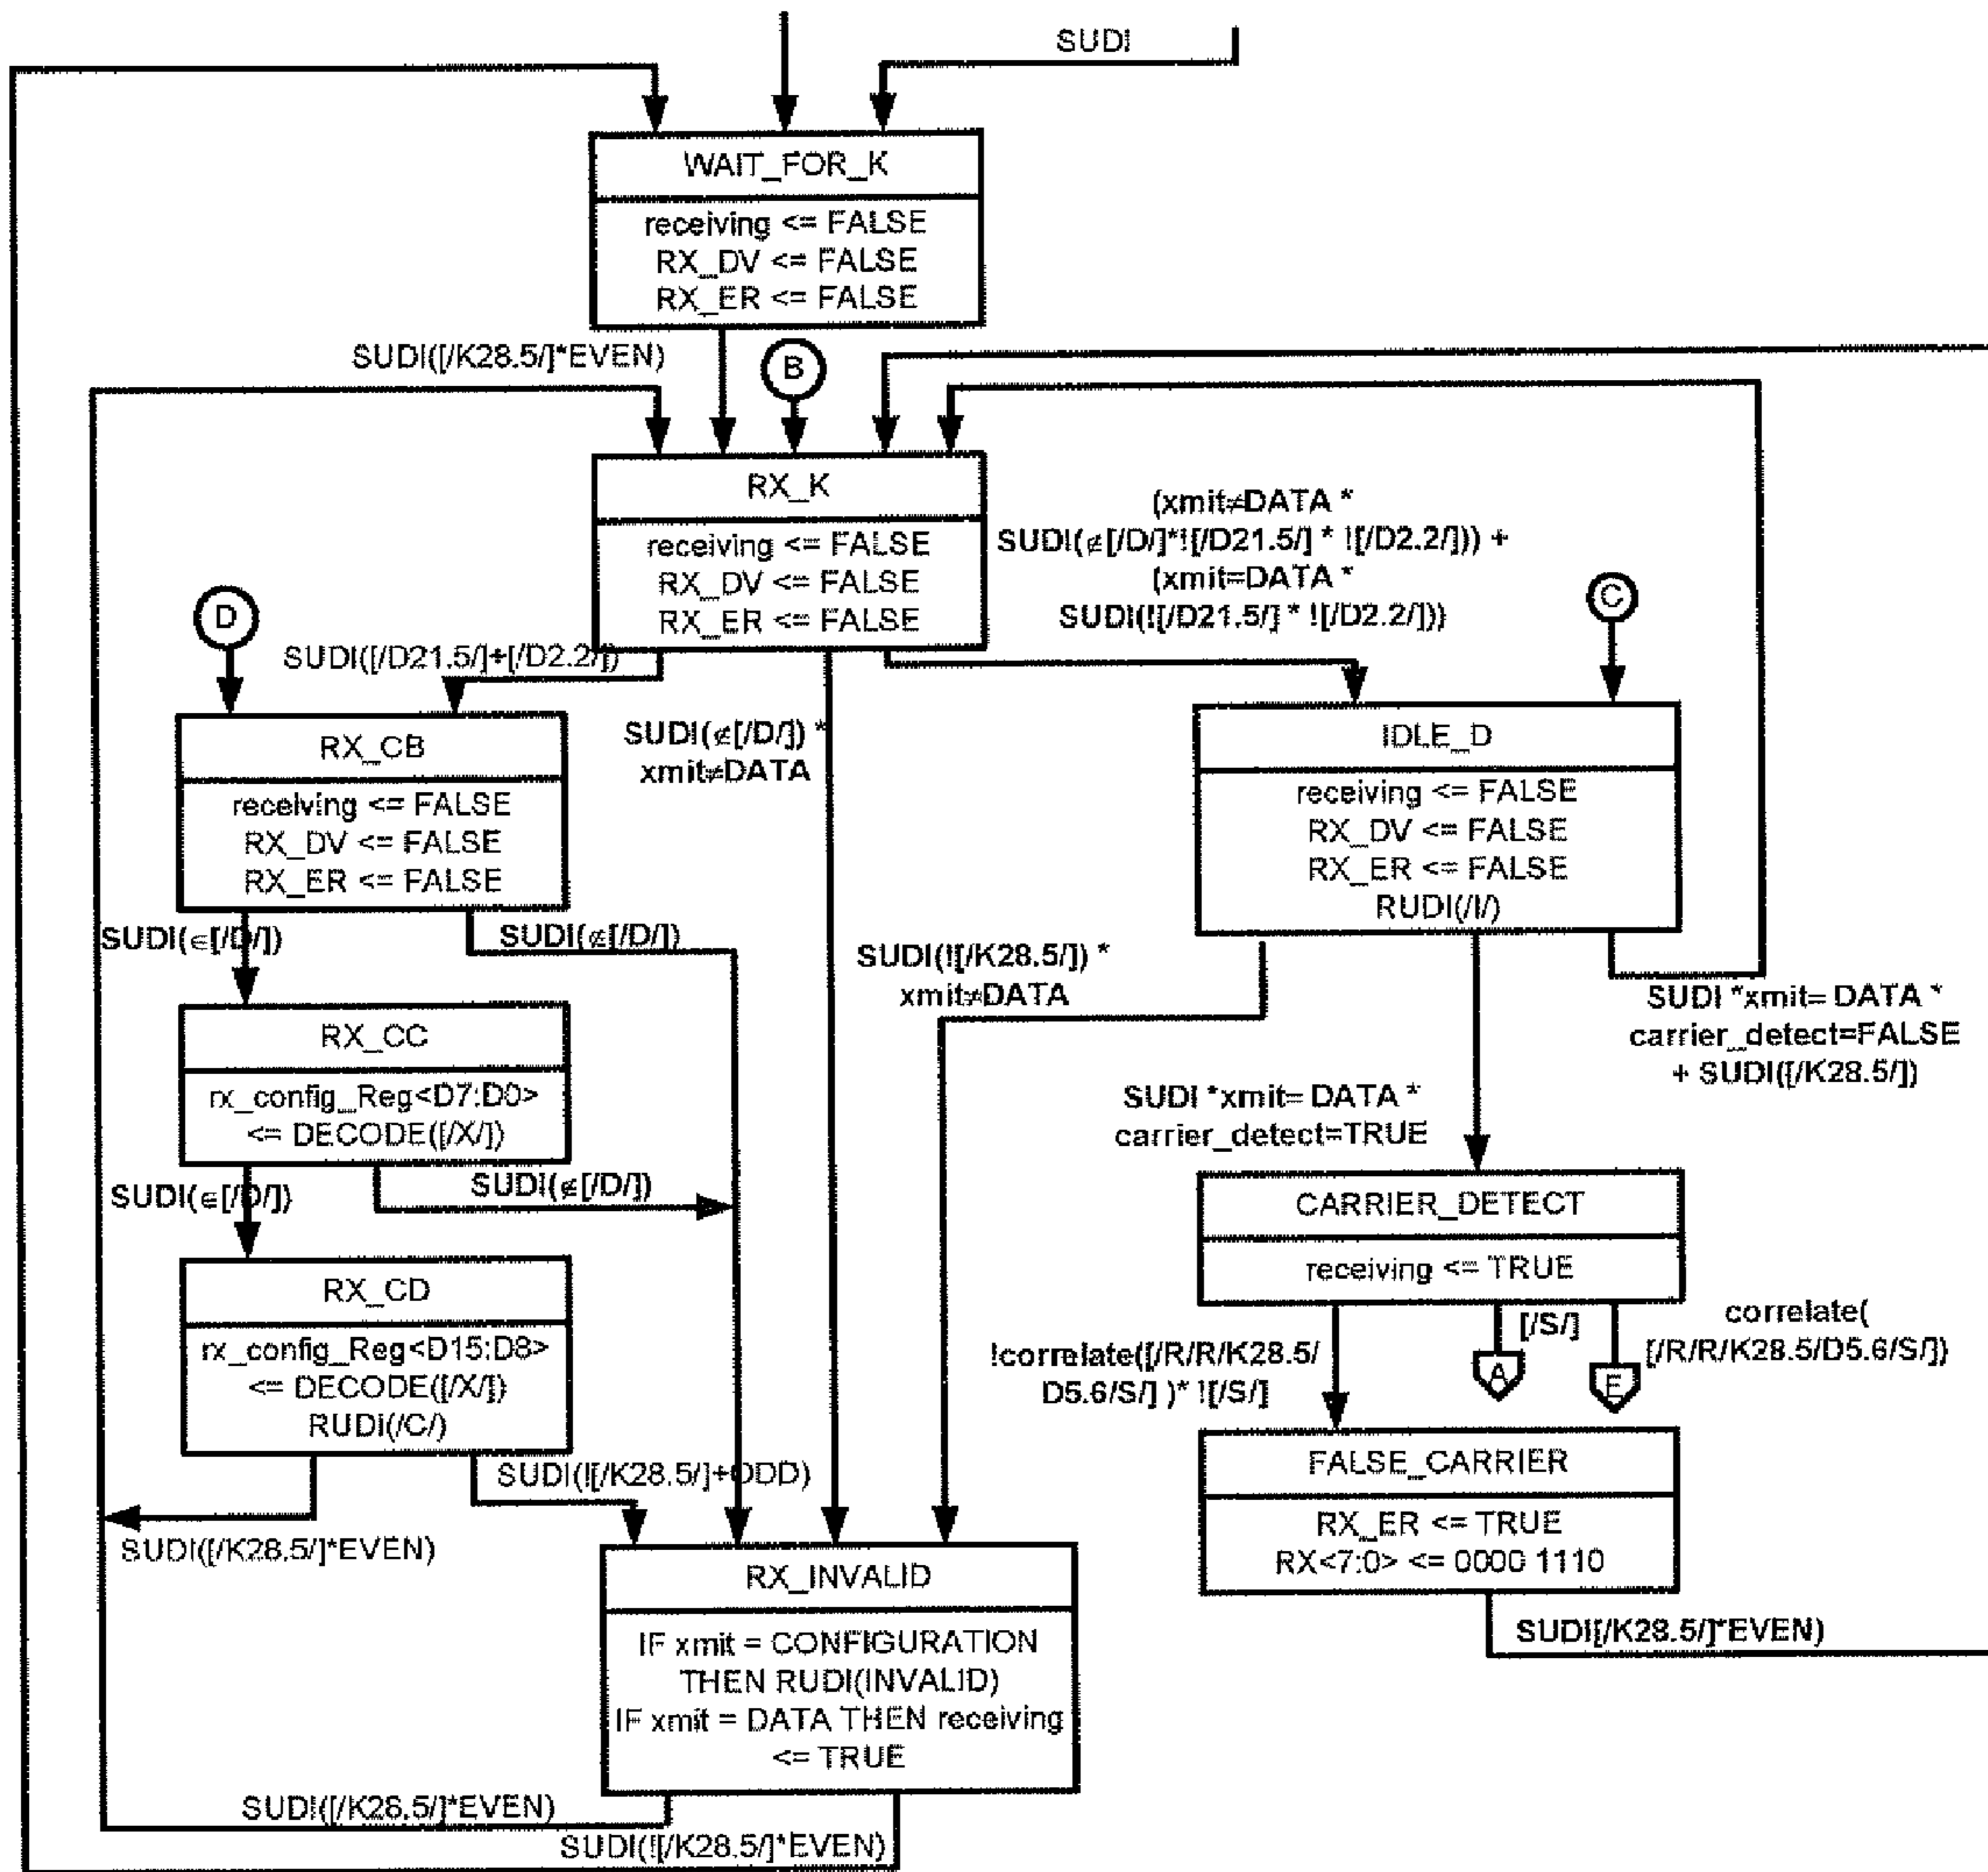 SUDI
WAIT_FOR_K
receiving <= FALSE
RX_DV <= FALSE
RX_ER <= FALSE
SUDI([/K28.5/]*EVEN)
B
RX_K
receiving <= FALSE
RX_DV <= FALSE
RX_ER <= FALSE
(xmit≠DATA *
SUDI(∉[/D/]*![/D21.5/] * ![/D2.2/])) +
(xmit=DATA *
SUDI(![/D21.5/] * ![/D2.2/]))
D
C
SUDI([/D21.5/]+[/D2.2/])
SUDI(∉[/D/]) *
xmit≠DATA
RX_CB
receiving <= FALSE
RX_DV <= FALSE
RX_ER <= FALSE
IDLE_D
receiving <= FALSE
RX_DV <= FALSE
RX_ER <= FALSE
RUDI(/I/)
SUDI(∈[/D/])
SUDI(∉[/D/])
SUDI(![/K28.5/]) *
xmit≠DATA
SUDI *xmit= DATA *
carrier_detect=FALSE
+ SUDI([/K28.5/])
RX_CC
rx_config_Reg<D7:D0>
<= DECODE([/X/])
SUDI *xmit= DATA *
carrier_detect=TRUE
SUDI(∈[/D/])
SUDI(∉[/D/])
CARRIER_DETECT
receiving <= TRUE
RX_CD
rx_config_Reg<D15:D8>
<= DECODE([/X/])
RUDI(/C/)
!correlate([/R/R/K28.5/
D5.6/S/] )* ![/S/]
[/S/]
A
E
correlate(
[/R/R/K28.5/D5.6/S/])
FALSE_CARRIER
RX_ER <= TRUE
RX<7:0> <= 0000 1110
SUDI(![/K28.5/]+ODD)
SUDI([/K28.5/]*EVEN)
RX_INVALID
IF xmit = CONFIGURATION
THEN RUDI(INVALID)
IF xmit = DATA THEN receiving
<= TRUE
SUDI[/K28.5/]*EVEN)
SUDI([/K28.5/]*EVEN)
SUDI(![/K28.5/]*EVEN)